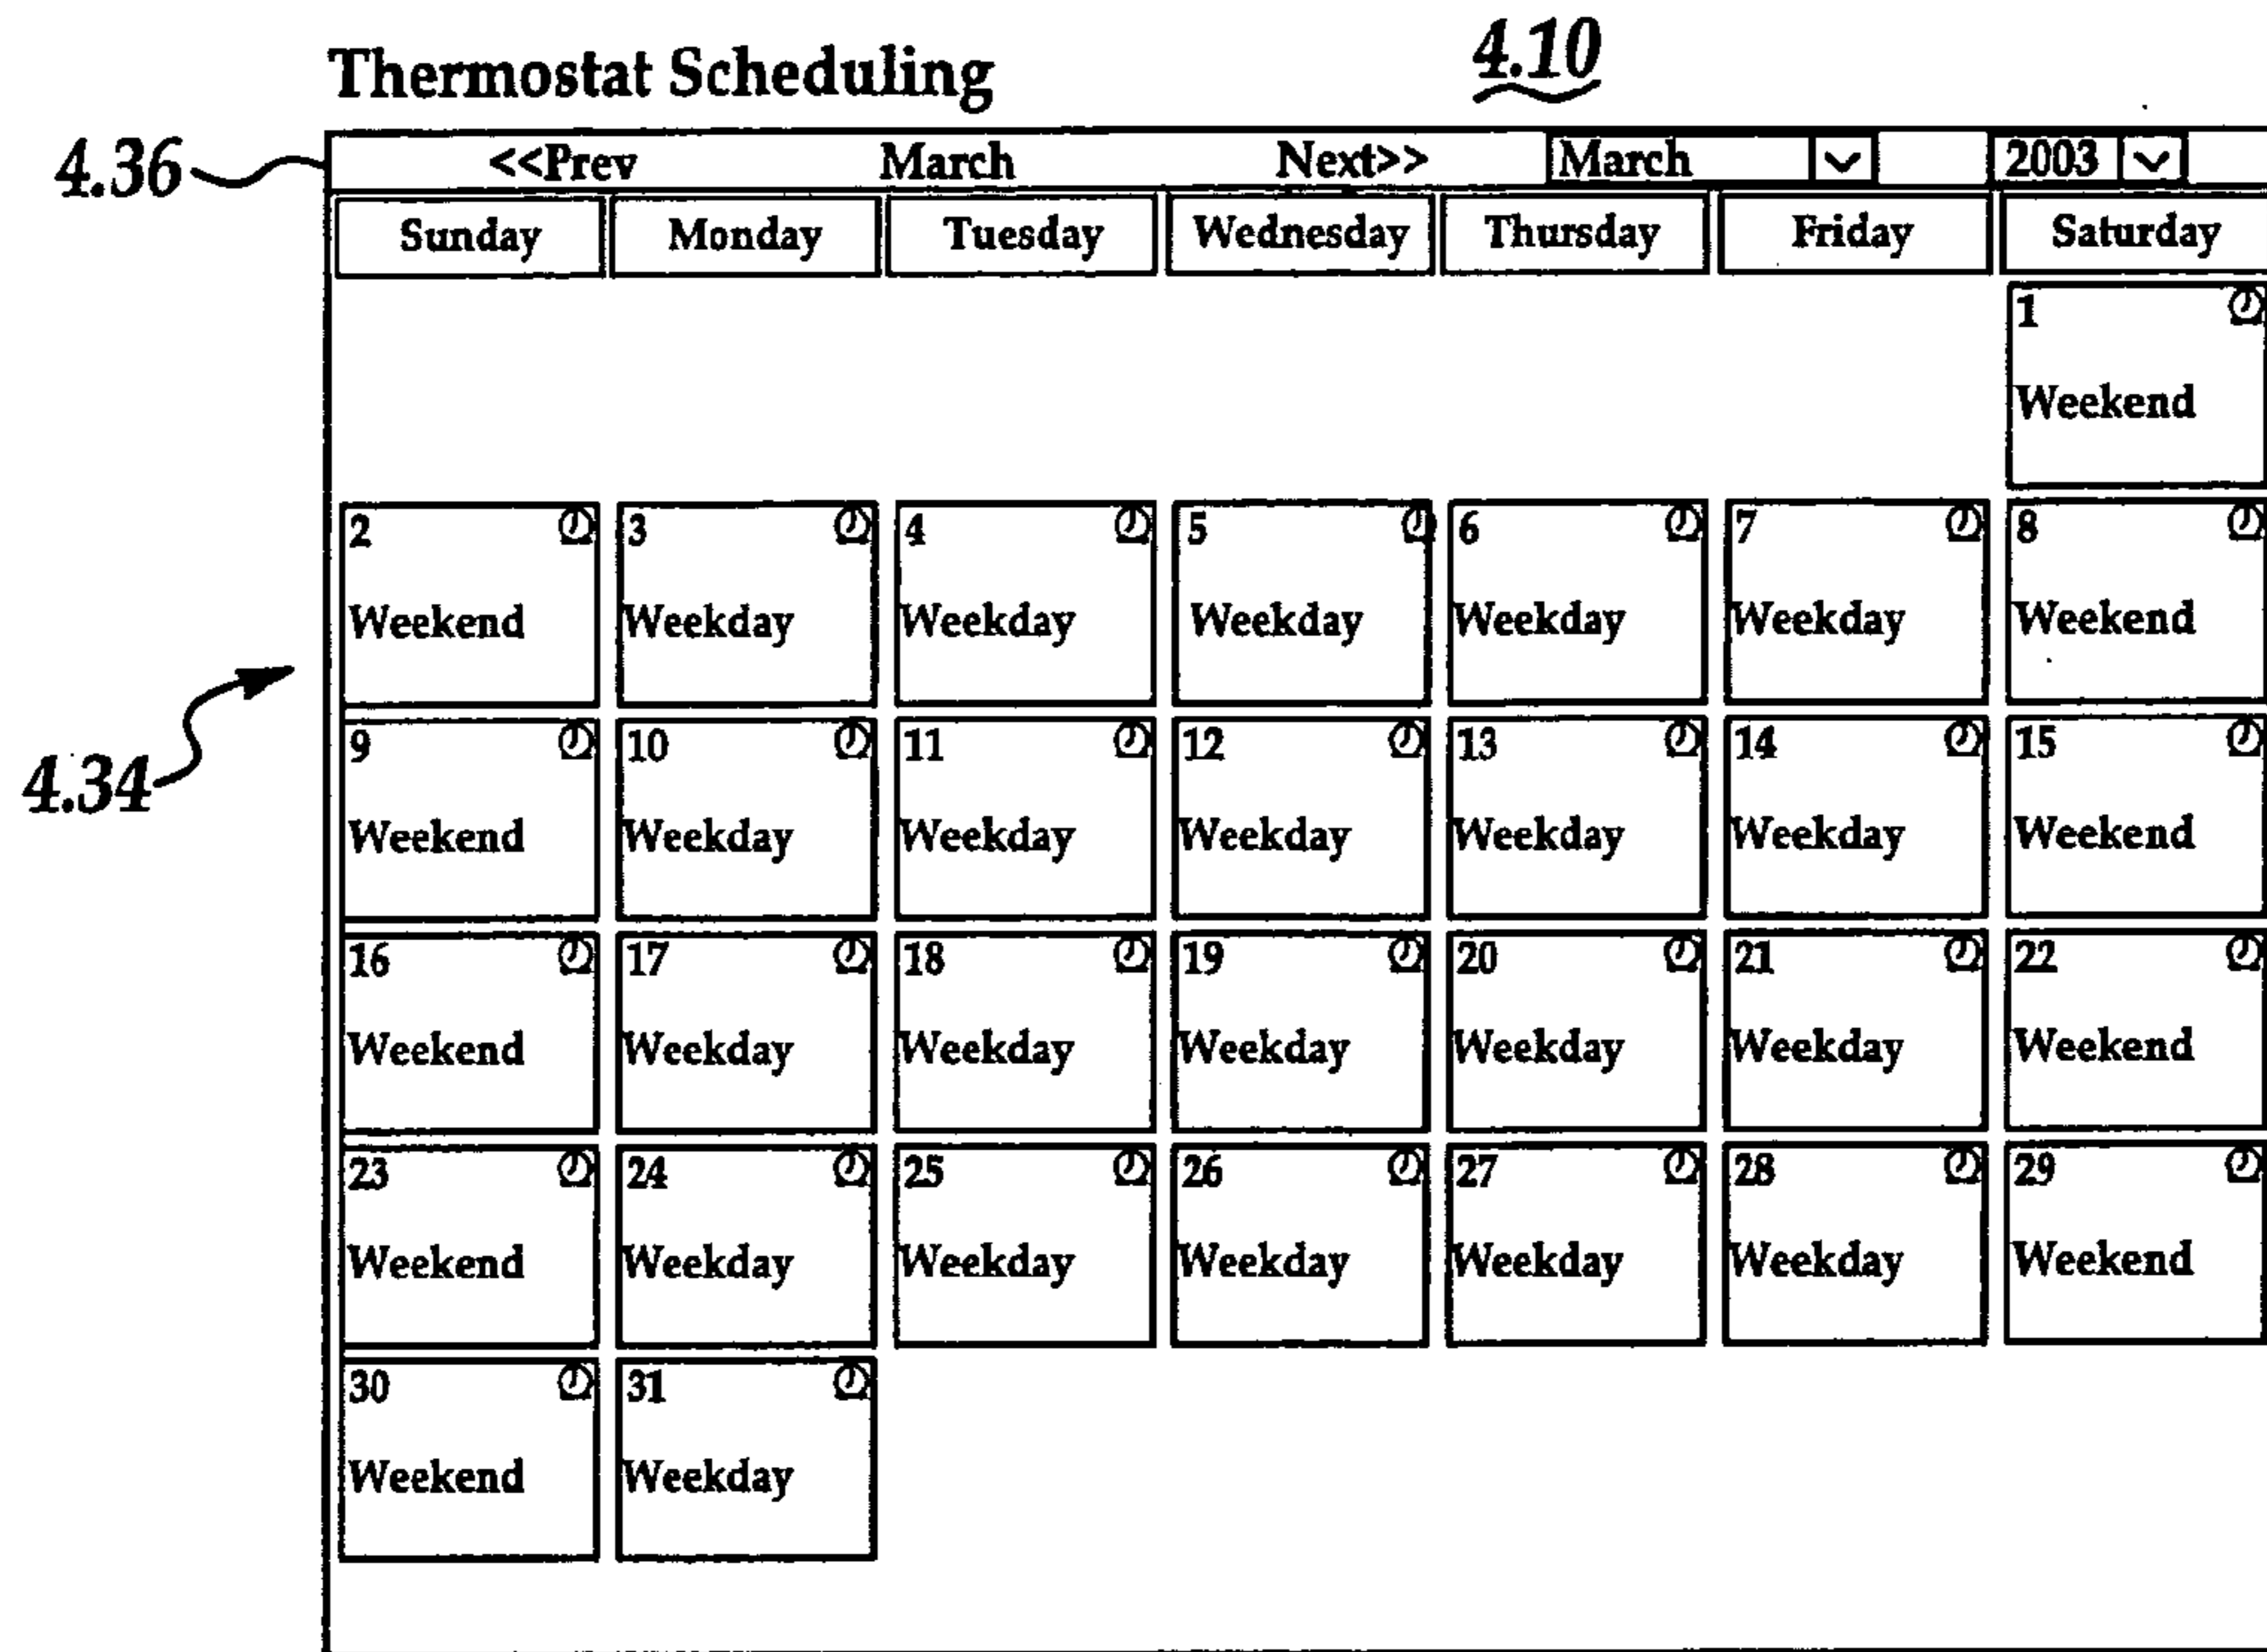 Thermostat Scheduling 4.10
4.36
<<Prev March Next>> March 2003
Sunday Monday Tuesday Wednesday Thursday Friday Saturday
1
Weekend
2 3 4 5 6 7 8
Weekend Weekday Weekday Weekday Weekday Weekday Weekend
4.34
9 10 11 12 13 14 15
Weekend Weekday Weekday Weekday Weekday Weekday Weekend
16 17 18 19 20 21 22
Weekend Weekday Weekday Weekday Weekday Weekday Weekend
23 24 25 26 27 28 29
Weekend Weekday Weekday Weekday Weekday Weekday Weekend
30 31
Weekend Weekday